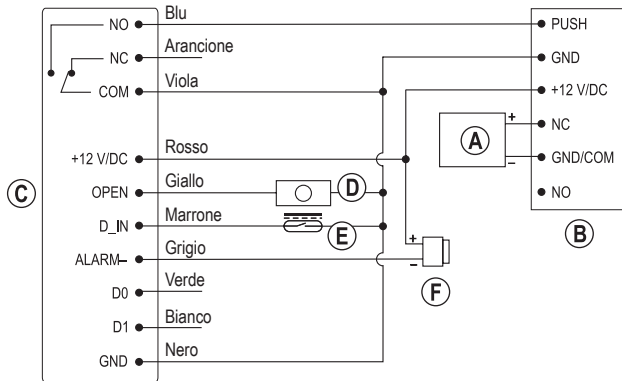 NO
Blu
PUSH
NC
Arancione
GND
COM
Viola
+12 V/DC
+
A
NC
+12 V/DC
Rosso
–
GND/COM
C
OPEN
Giallo
D
NO
D_IN
Marrone
E
B
ALARM–
Grigio
+
–
F
D0
Verde
D1
Bianco
GND
Nero